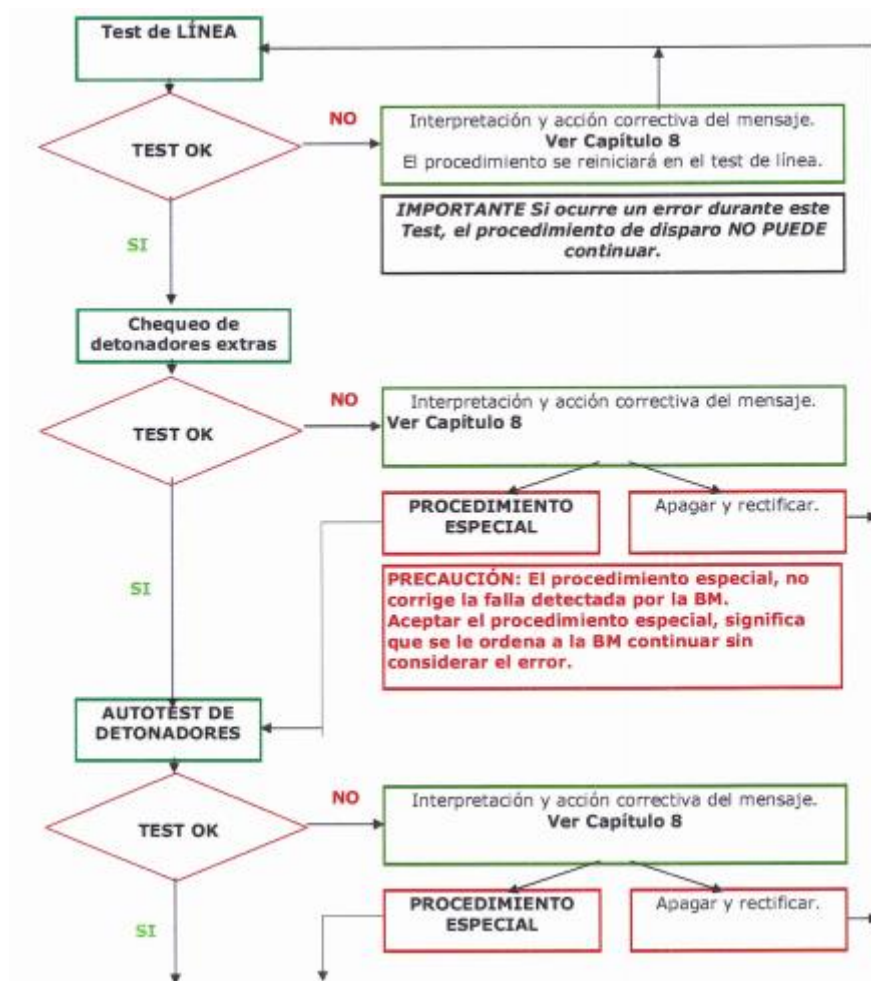 Test de LÍNEA
TEST OK
NO
Interpretación y acción correctiva del mensaje.
Ver Capítulo 8
El procedimiento se reiniciará en el test de línea.
IMPORTANTE Si ocurre un error durante este
Test, el procedimiento de disparo NO PUEDE
continuar.
SI
Chequeo de
detonadores extras
TEST OK
NO
Interpretación y acción correctiva del mensaje.
Ver Capítulo 8
PROCEDIMIENTO
ESPECIAL
Apagar y rectificar.
PRECAUCIÓN: El procedimiento especial, no
corrige la falla detectada por la BM.
Aceptar el procedimiento especial, significa
que se le ordena a la BM continuar sin
considerar el error.
SI
AUTOTEST DE
DETONADORES
TEST OK
NO
Interpretación y acción correctiva del mensaje.
Ver Capítulo 8
PROCEDIMIENTO
ESPECIAL
Apagar y rectificar.
SI